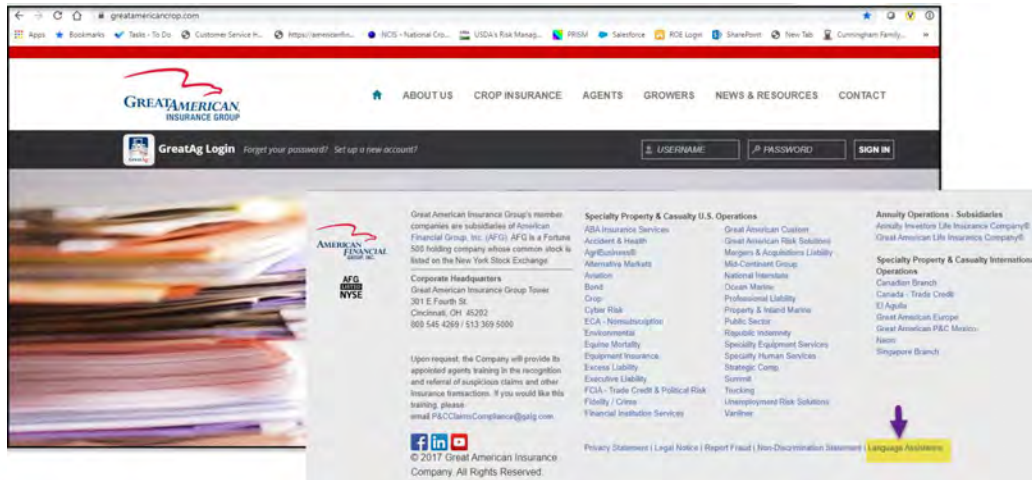 greatamericancrop.com
Apps Bookmarks Tasks - To Do Customer Service H... https://americanfin... NCIS - National Cro... USDA's Risk Manag... PRISM Salesforce ROE Login SharePoint New Tab Cunningham Family...
GREATAMERICAN
INSURANCE GROUP
ABOUT US CROP INSURANCE AGENTS GROWERS NEWS & RESOURCES CONTACT
GreatAg Login Forget your password? Set up a new account? USERNAME PASSWORD SIGN IN
AMERICAN
FINANCIAL
GROUP, INC.
AFG
LISTED
NYSE
Great American Insurance Group's member
companies are subsidiaries of American
Financial Group, Inc. (AFG). AFG is a Fortune
500 holding company whose common stock is
listed on the New York Stock Exchange.
Corporate Headquarters
Great American Insurance Group Tower
301 E Fourth St.
Cincinnati, OH 45202
800 545 4269 / 513 369 5000
Upon request, the Company will provide its
appointed agents training in the recognition
and referral of suspicious claims and other
insurance transactions. If you would like this
training, please
email P&CClaimsCompliance@gaig.com
© 2017 Great American Insurance
Company. All Rights Reserved.
Specialty Property & Casualty U.S. Operations
ABA Insurance Services
Accident & Health
AgriBusiness®
Alternative Markets
Aviation
Bond
Crop
Cyber Risk
ECA - Nonsubscription
Environmental
Equine Mortality
Equipment Insurance
Excess Liability
Executive Liability
FCIA - Trade Credit & Political Risk
Fidelity / Crime
Financial Institution Services
Great American Custom
Great American Risk Solutions
Mergers & Acquisitions Liability
Mid-Continent Group
National Interstate
Ocean Marine
Professional Liability
Property & Inland Marine
Public Sector
Republic Indemnity
Specialty Equipment Services
Specialty Human Services
Strategic Comp
Summit
Trucking
Unemployment Risk Solutions
Vanliner
Annuity Operations - Subsidiaries
Annuity Investors Life Insurance Company®
Great American Life Insurance Company®
Specialty Property & Casualty International
Operations
Canadian Branch
Canada - Trade Credit
El Aguila
Great American Europe
Great American P&C Mexico
Neon
Singapore Branch
Privacy Statement | Legal Notice | Report Fraud | Non-Discrimination Statement | Language Assistance